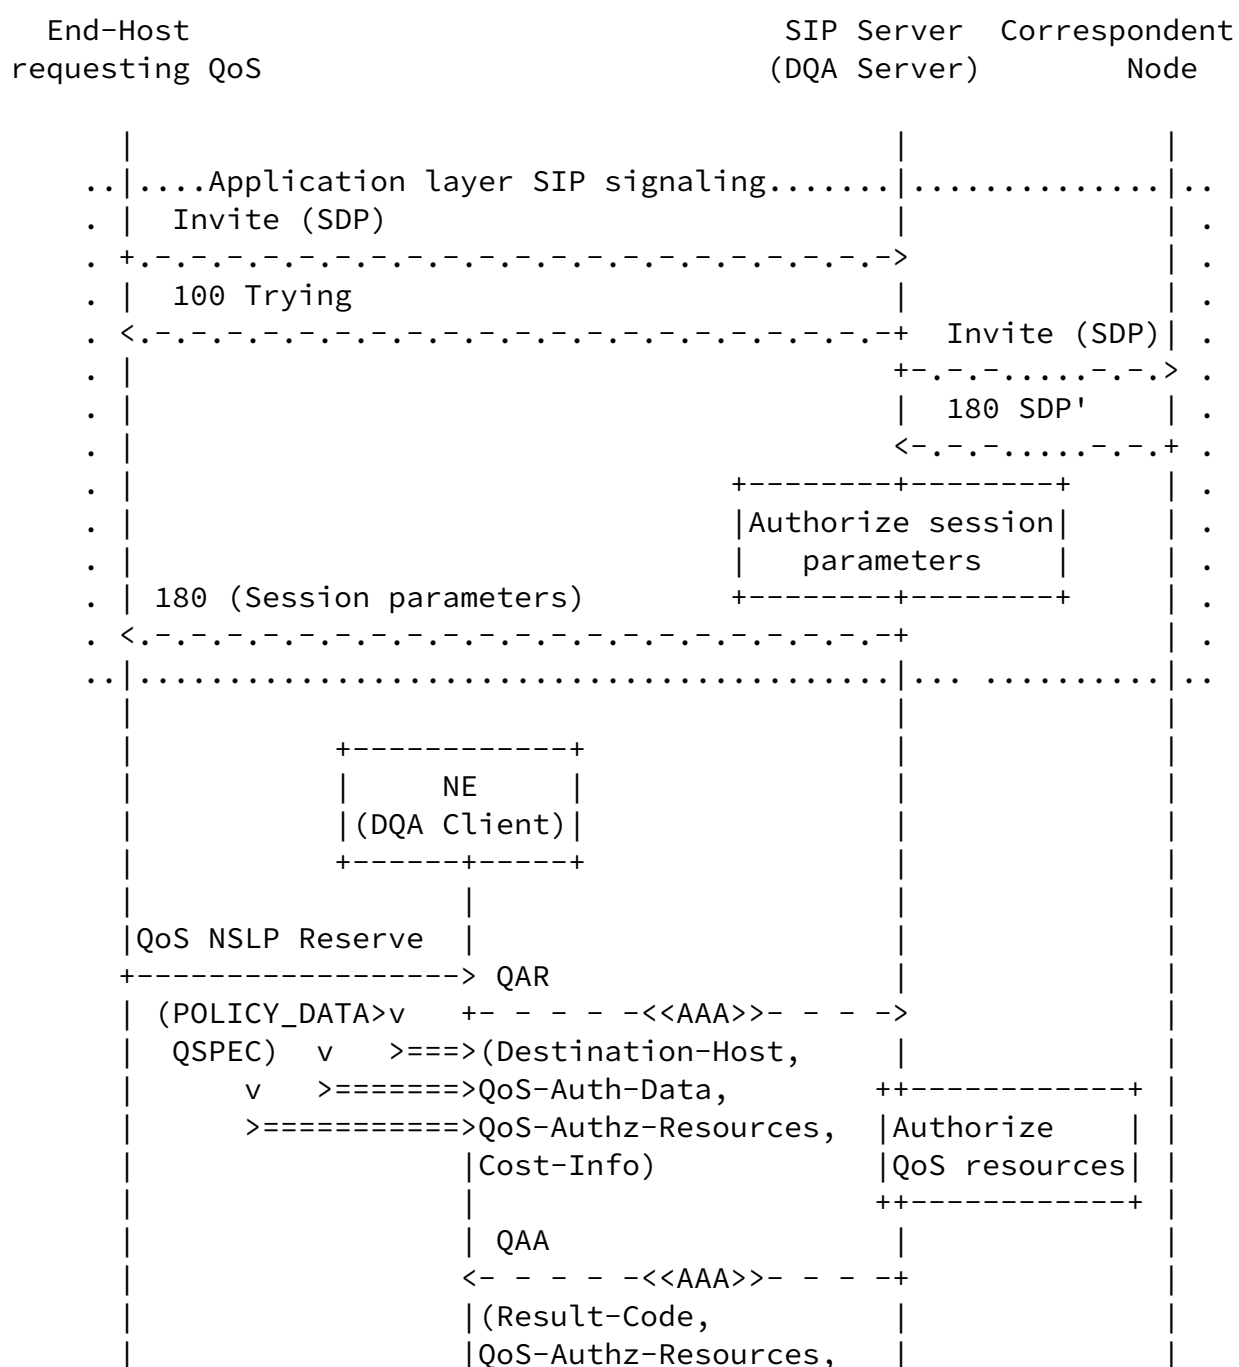 End-Host                                 SIP Server  Correspondent
requesting QoS                            (DQA Server)        Node

      |                                          |              |
    ..|....Application layer SIP signaling.......|..............|..
    . |  Invite (SDP)                            |              | .
    . +.-.-.-.-.-.-.-.-.-.-.-.-.-.-.-.-.-.-.-.-.->              | .
    . |  100 Trying                              |              | .
    . <.-.-.-.-.-.-.-.-.-.-.-.-.-.-.-.-.-.-.-.-.-+  Invite (SDP)| .
    . |                                          +-.-.-.....-.-.> .
    . |                                          |  180 SDP'    | .
    . |                                          <-.-.-.....-.-.+ .
    . |                                 +--------+--------+     | .
    . |                                 |Authorize session|     | .
    . |                                 |   parameters    |     | .
    . | 180 (Session parameters)        +--------+--------+     | .
    . <.-.-.-.-.-.-.-.-.-.-.-.-.-.-.-.-.-.-.-.-.-+              | .
    ..|..........................................|... ..........|..
      |                                          |              |
      |           +------------+                 |              |
      |           |     NE     |                 |              |
      |           |(DQA Client)|                 |              |
      |           +------+-----+                 |              |
      |                  |                       |              |
      |QoS NSLP Reserve  |                       |              |
      +------------------> QAR                   |              |
      | (POLICY_DATA>v   +- - - - -<<AAA>>- - - ->              |
      |  QSPEC)  v   >===>(Destination-Host,     |              |
      |      v   >=======>QoS-Auth-Data,        ++------------+ |
      |      >===========>QoS-Authz-Resources,  |Authorize    | |
      |                  |Cost-Info)            |QoS resources| |
      |                  |                      ++------------+ |
      |                  | QAA                   |              |
      |                  <- - - - -<<AAA>>- - - -+              |
      |                  |(Result-Code,          |              |
      |                  |QoS-Authz-Resources,   |              |